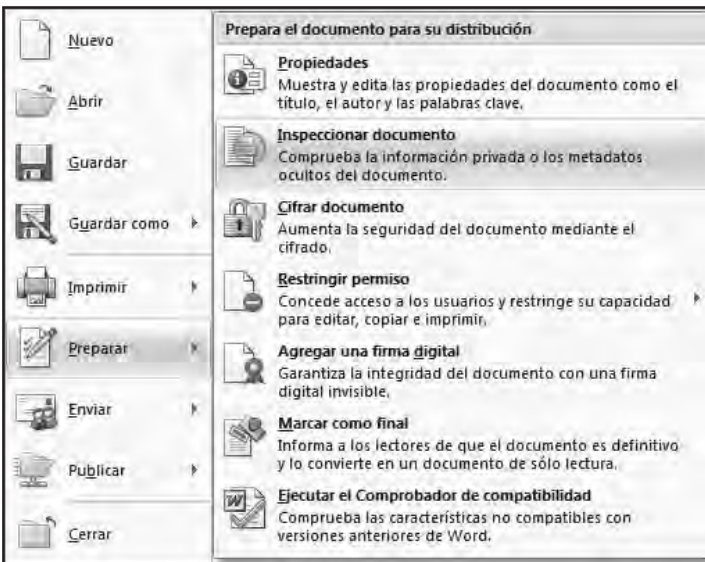 Nuevo
Abrir
Guardar
Guardar como
Imprimir
Preparar
Enviar
Publicar
Cerrar
Prepara el documento para su distribución
Propiedades
Muestra y edita las propiedades del documento como el
título, el autor y las palabras clave.
Inspeccionar documento
Comprueba la información privada o los metadatos
ocultos del documento.
Cifrar documento
Aumenta la seguridad del documento mediante el
cifrado.
Restringir permiso
Concede acceso a los usuarios y restringe su capacidad
para editar, copiar e imprimir.
Agregar una firma digital
Garantiza la integridad del documento con una firma
digital invisible.
Marcar como final
Informa a los lectores de que el documento es definitivo
y lo convierte en un documento de sólo lectura.
Ejecutar el Comprobador de compatibilidad
Comprueba las características no compatibles con
versiones anteriores de Word.